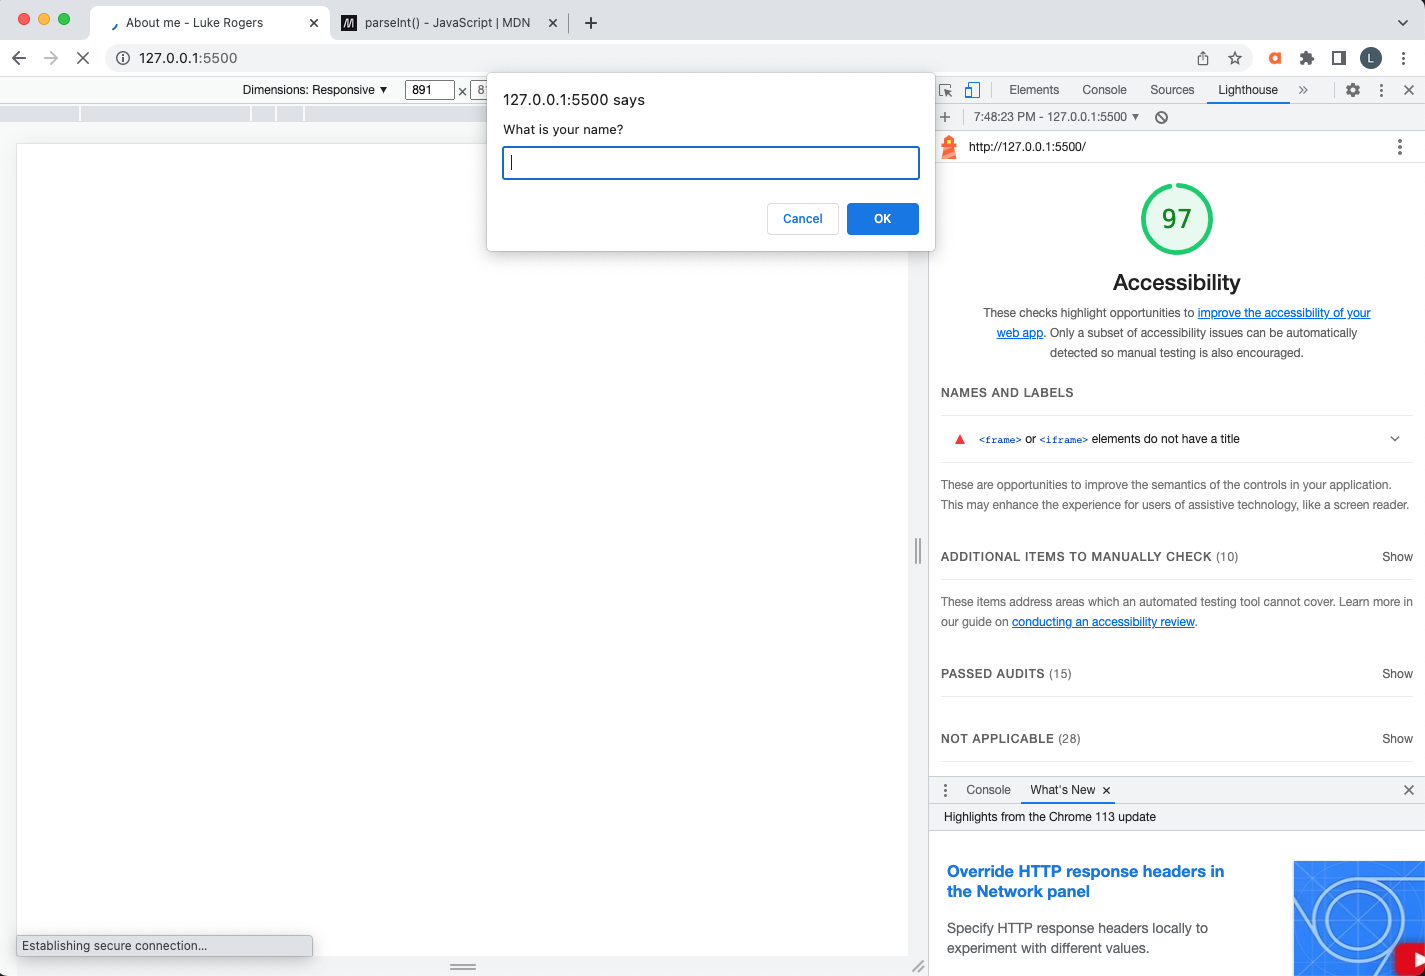 About me - Luke Rogers
parseInt() - JavaScript | MDN
127.0.0.1:5500
L
Dimensions: Responsive ▼
891
×
127.0.0.1:5500 says
What is your name?
Cancel
OK
Elements
Console
Sources
Lighthouse
7:48:23 PM - 127.0.0.1:5500 ▼
http://127.0.0.1:5500/
97
Accessibility
These checks highlight opportunities to improve the accessibility of your
web app. Only a subset of accessibility issues can be automatically
detected so manual testing is also encouraged.
NAMES AND LABELS
<frame> or <iframe> elements do not have a title
These are opportunities to improve the semantics of the controls in your application.
This may enhance the experience for users of assistive technology, like a screen reader.
ADDITIONAL ITEMS TO MANUALLY CHECK (10)
Show
These items address areas which an automated testing tool cannot cover. Learn more in
our guide on conducting an accessibility review.
PASSED AUDITS (15)
Show
NOT APPLICABLE (28)
Show
Console
What's New
Highlights from the Chrome 113 update
Override HTTP response headers in
the Network panel
Specify HTTP response headers locally to
experiment with different values.
Establishing secure connection...